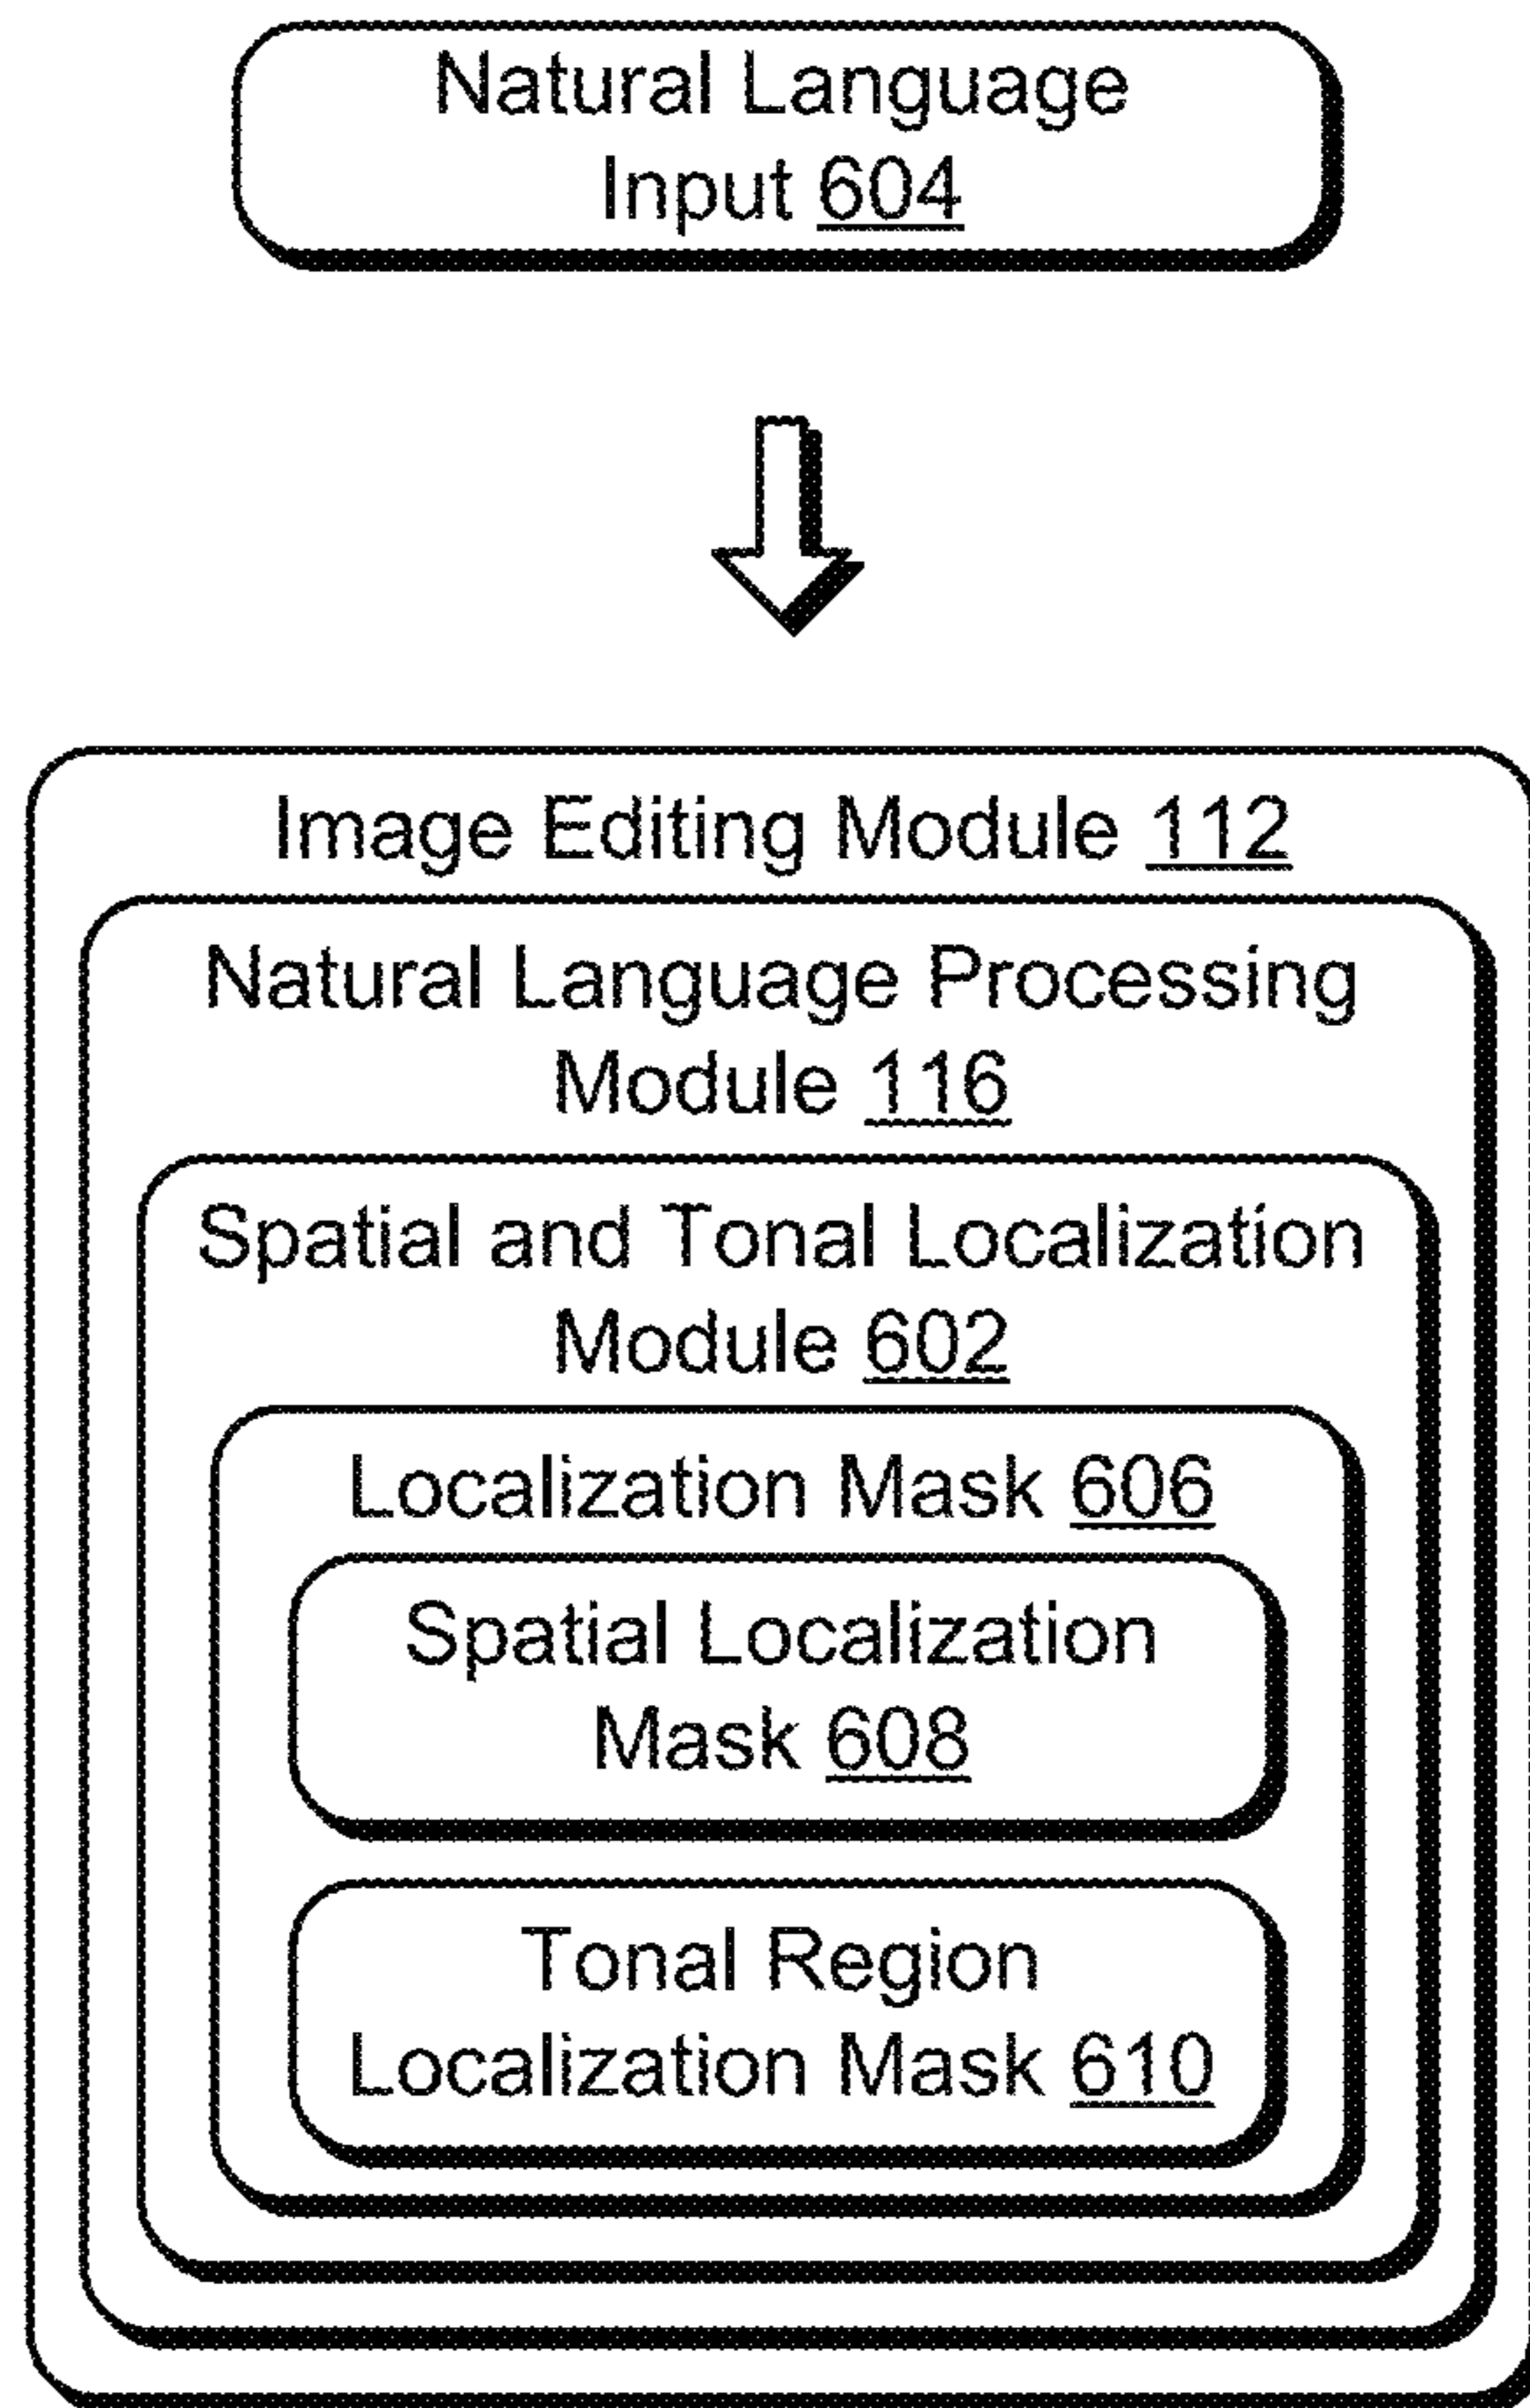 Natural Language
Input 604
Image Editing Module 112
Natural Language Processing
Module 116
Spatial and Tonal Localization
Module 602
Localization Mask 606
Spatial Localization
Mask 608
Tonal Region
Localization Mask 610